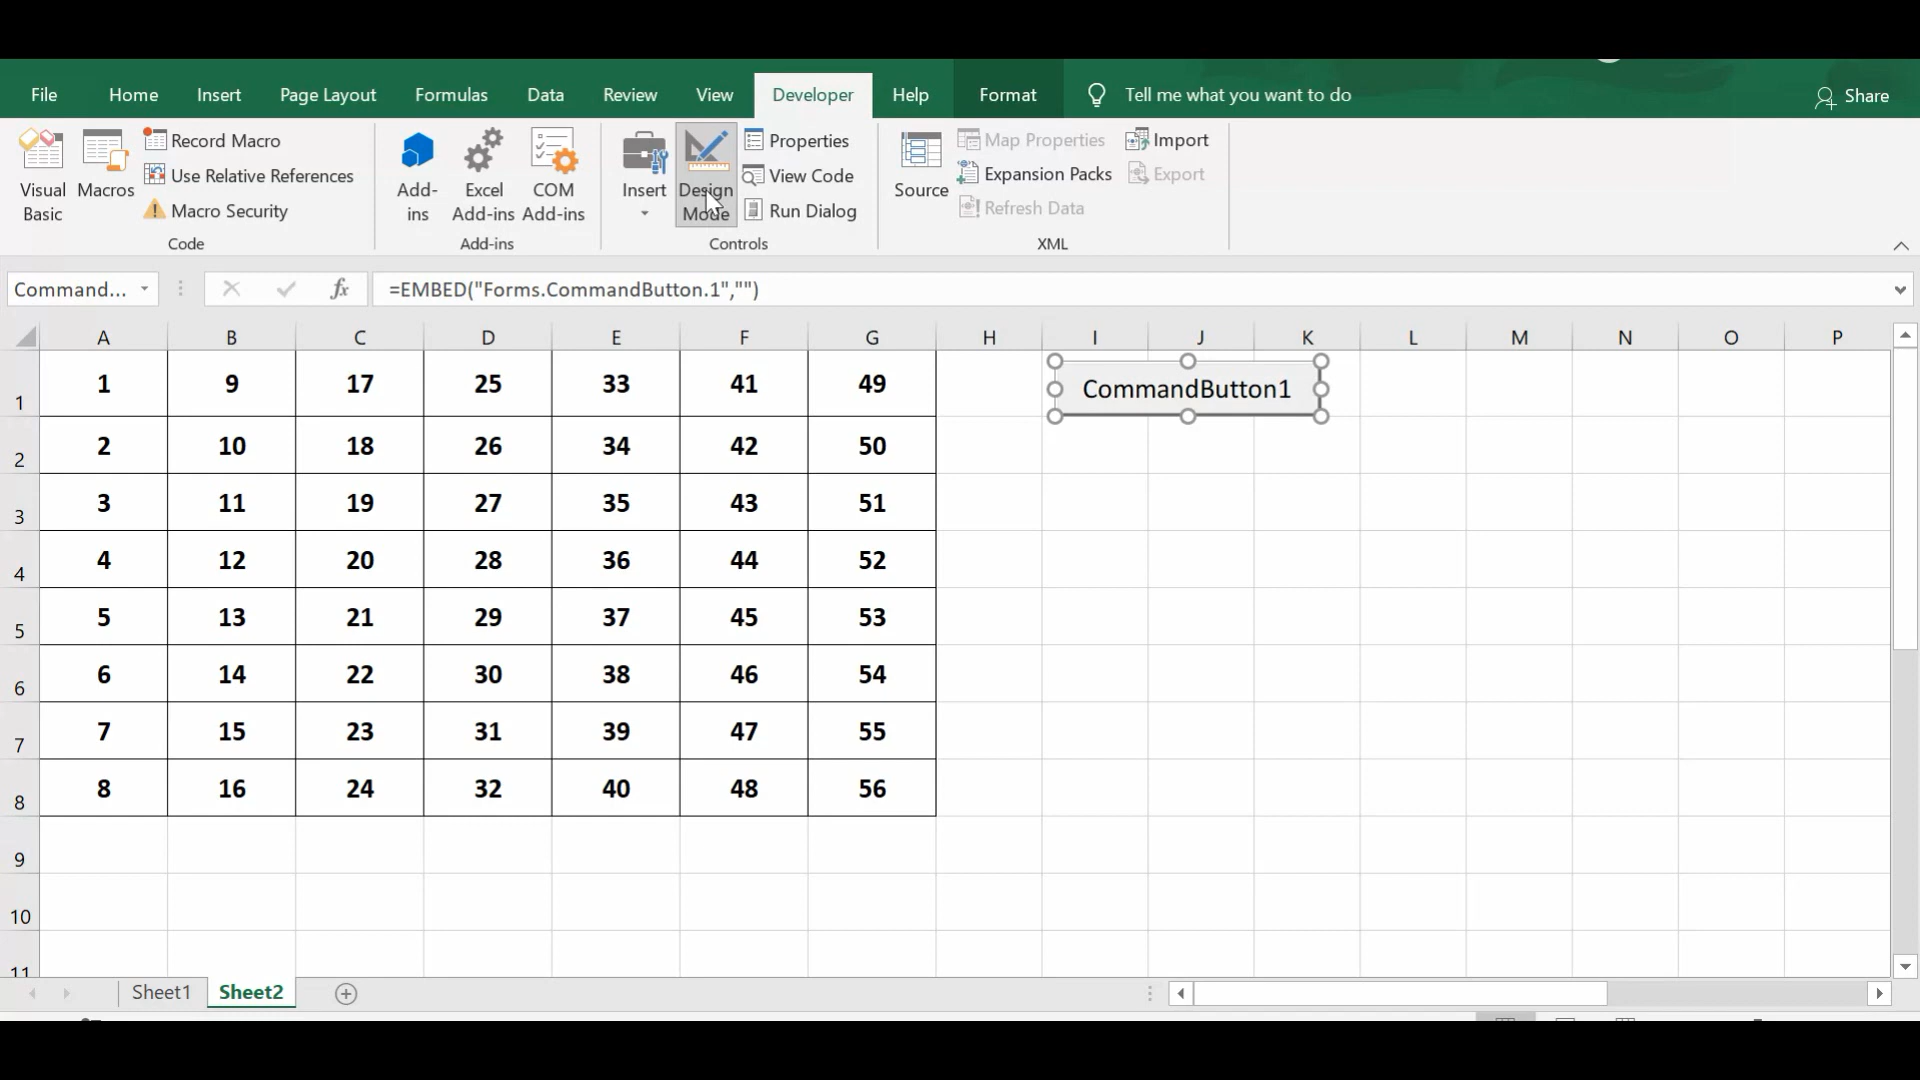 File Home Insert Page Layout Formulas Data Review View Developer Help Format Tell me what you want to do Share
Visual Basic
Macros
Record Macro
Use Relative References
Macro Security
Code
Add-ins
Excel Add-ins
COM Add-ins
Add-ins
Insert
Design Mode
Properties
View Code
Run Dialog
Controls
Source
Map Properties
Expansion Packs
Refresh Data
Import
Export
XML
Command... fx =EMBED("Forms.CommandButton.1","")
A B C D E F G H I J K L M N O P
1 1 9 17 25 33 41 49 CommandButton1
2 2 10 18 26 34 42 50
3 3 11 19 27 35 43 51
4 4 12 20 28 36 44 52
5 5 13 21 29 37 45 53
6 6 14 22 30 38 46 54
7 7 15 23 31 39 47 55
8 8 16 24 32 40 48 56
9
10
11
Sheet1 Sheet2